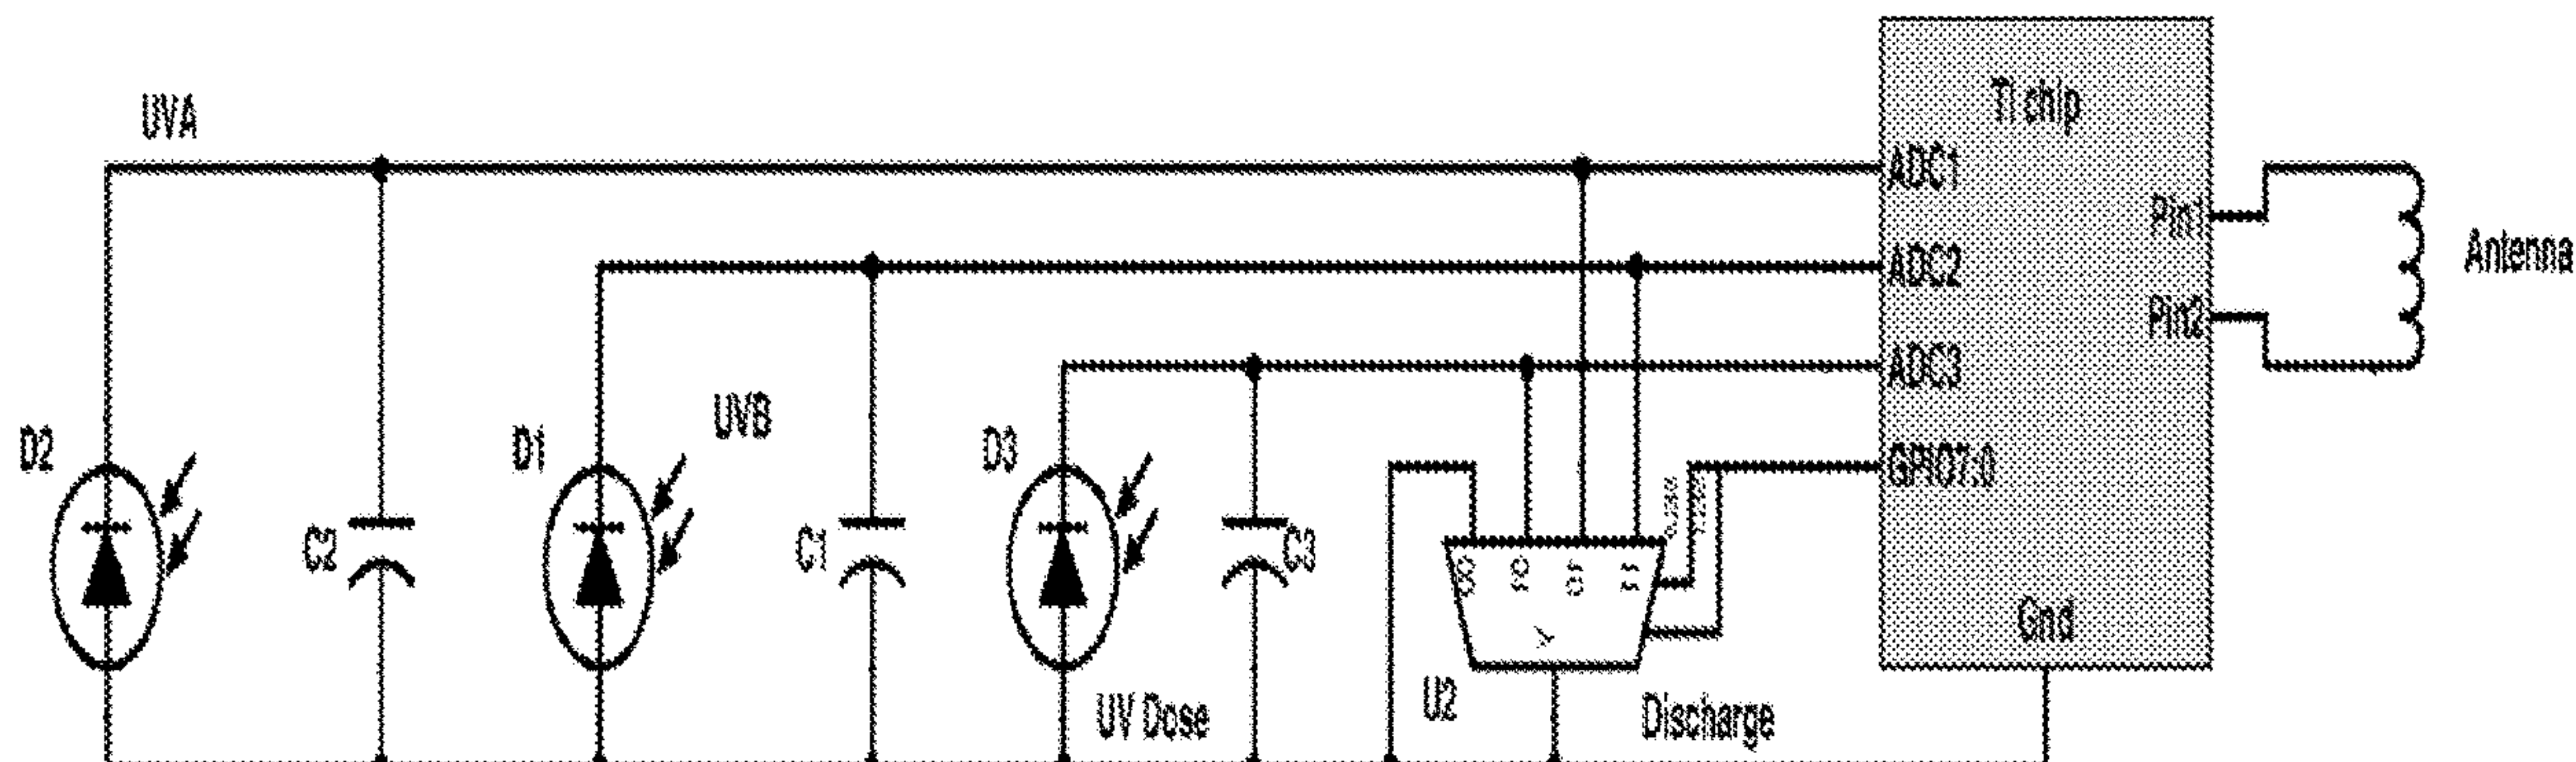 UVA
Ti chip
ADC1
Pin1
Antenna
ADC2
Pin2
ADC3
D2
D1
UVB
D3
GPIO7:0
C2
C1
C3
Y
Gnd
U2
UV Dose
Discharge